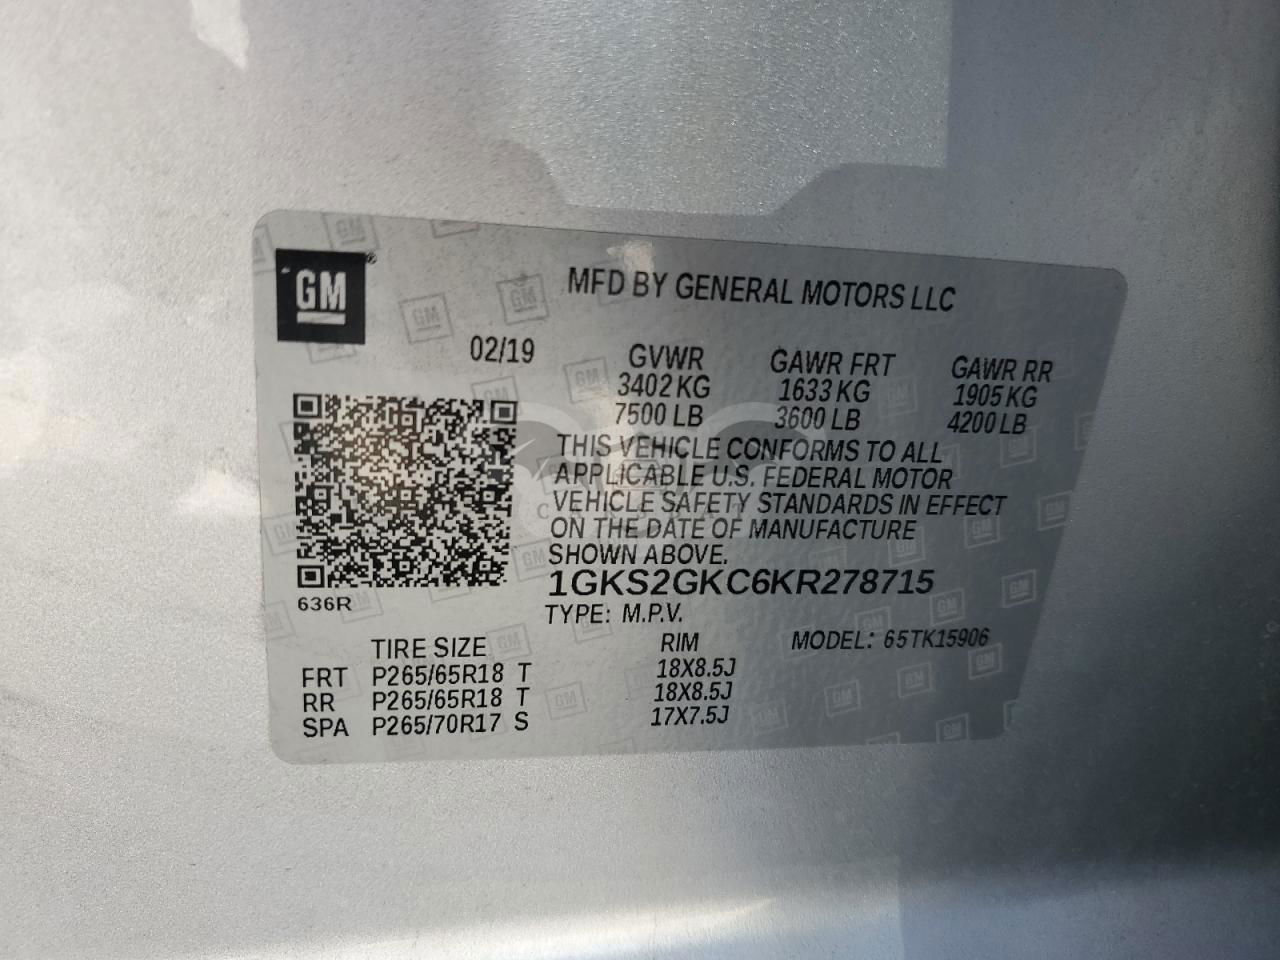 GM®
MFD BY GENERAL MOTORS LLC
02/19
GVWR GAWR FRT GAWR RR
3402 KG 1633 KG 1905 KG
7500 LB 3600 LB 4200 LB
THIS VEHICLE CONFORMS TO ALL
APPLICABLE U.S. FEDERAL MOTOR
VEHICLE SAFETY STANDARDS IN EFFECT
ON THE DATE OF MANUFACTURE
SHOWN ABOVE.
1GKS2GKC6KR278715
636R
TYPE: M.P.V.
MODEL: 65TK15906
TIRE SIZE RIM
FRT P265/65R18 T 18X8.5J
RR P265/65R18 T 18X8.5J
SPA P265/70R17 S 17X7.5J